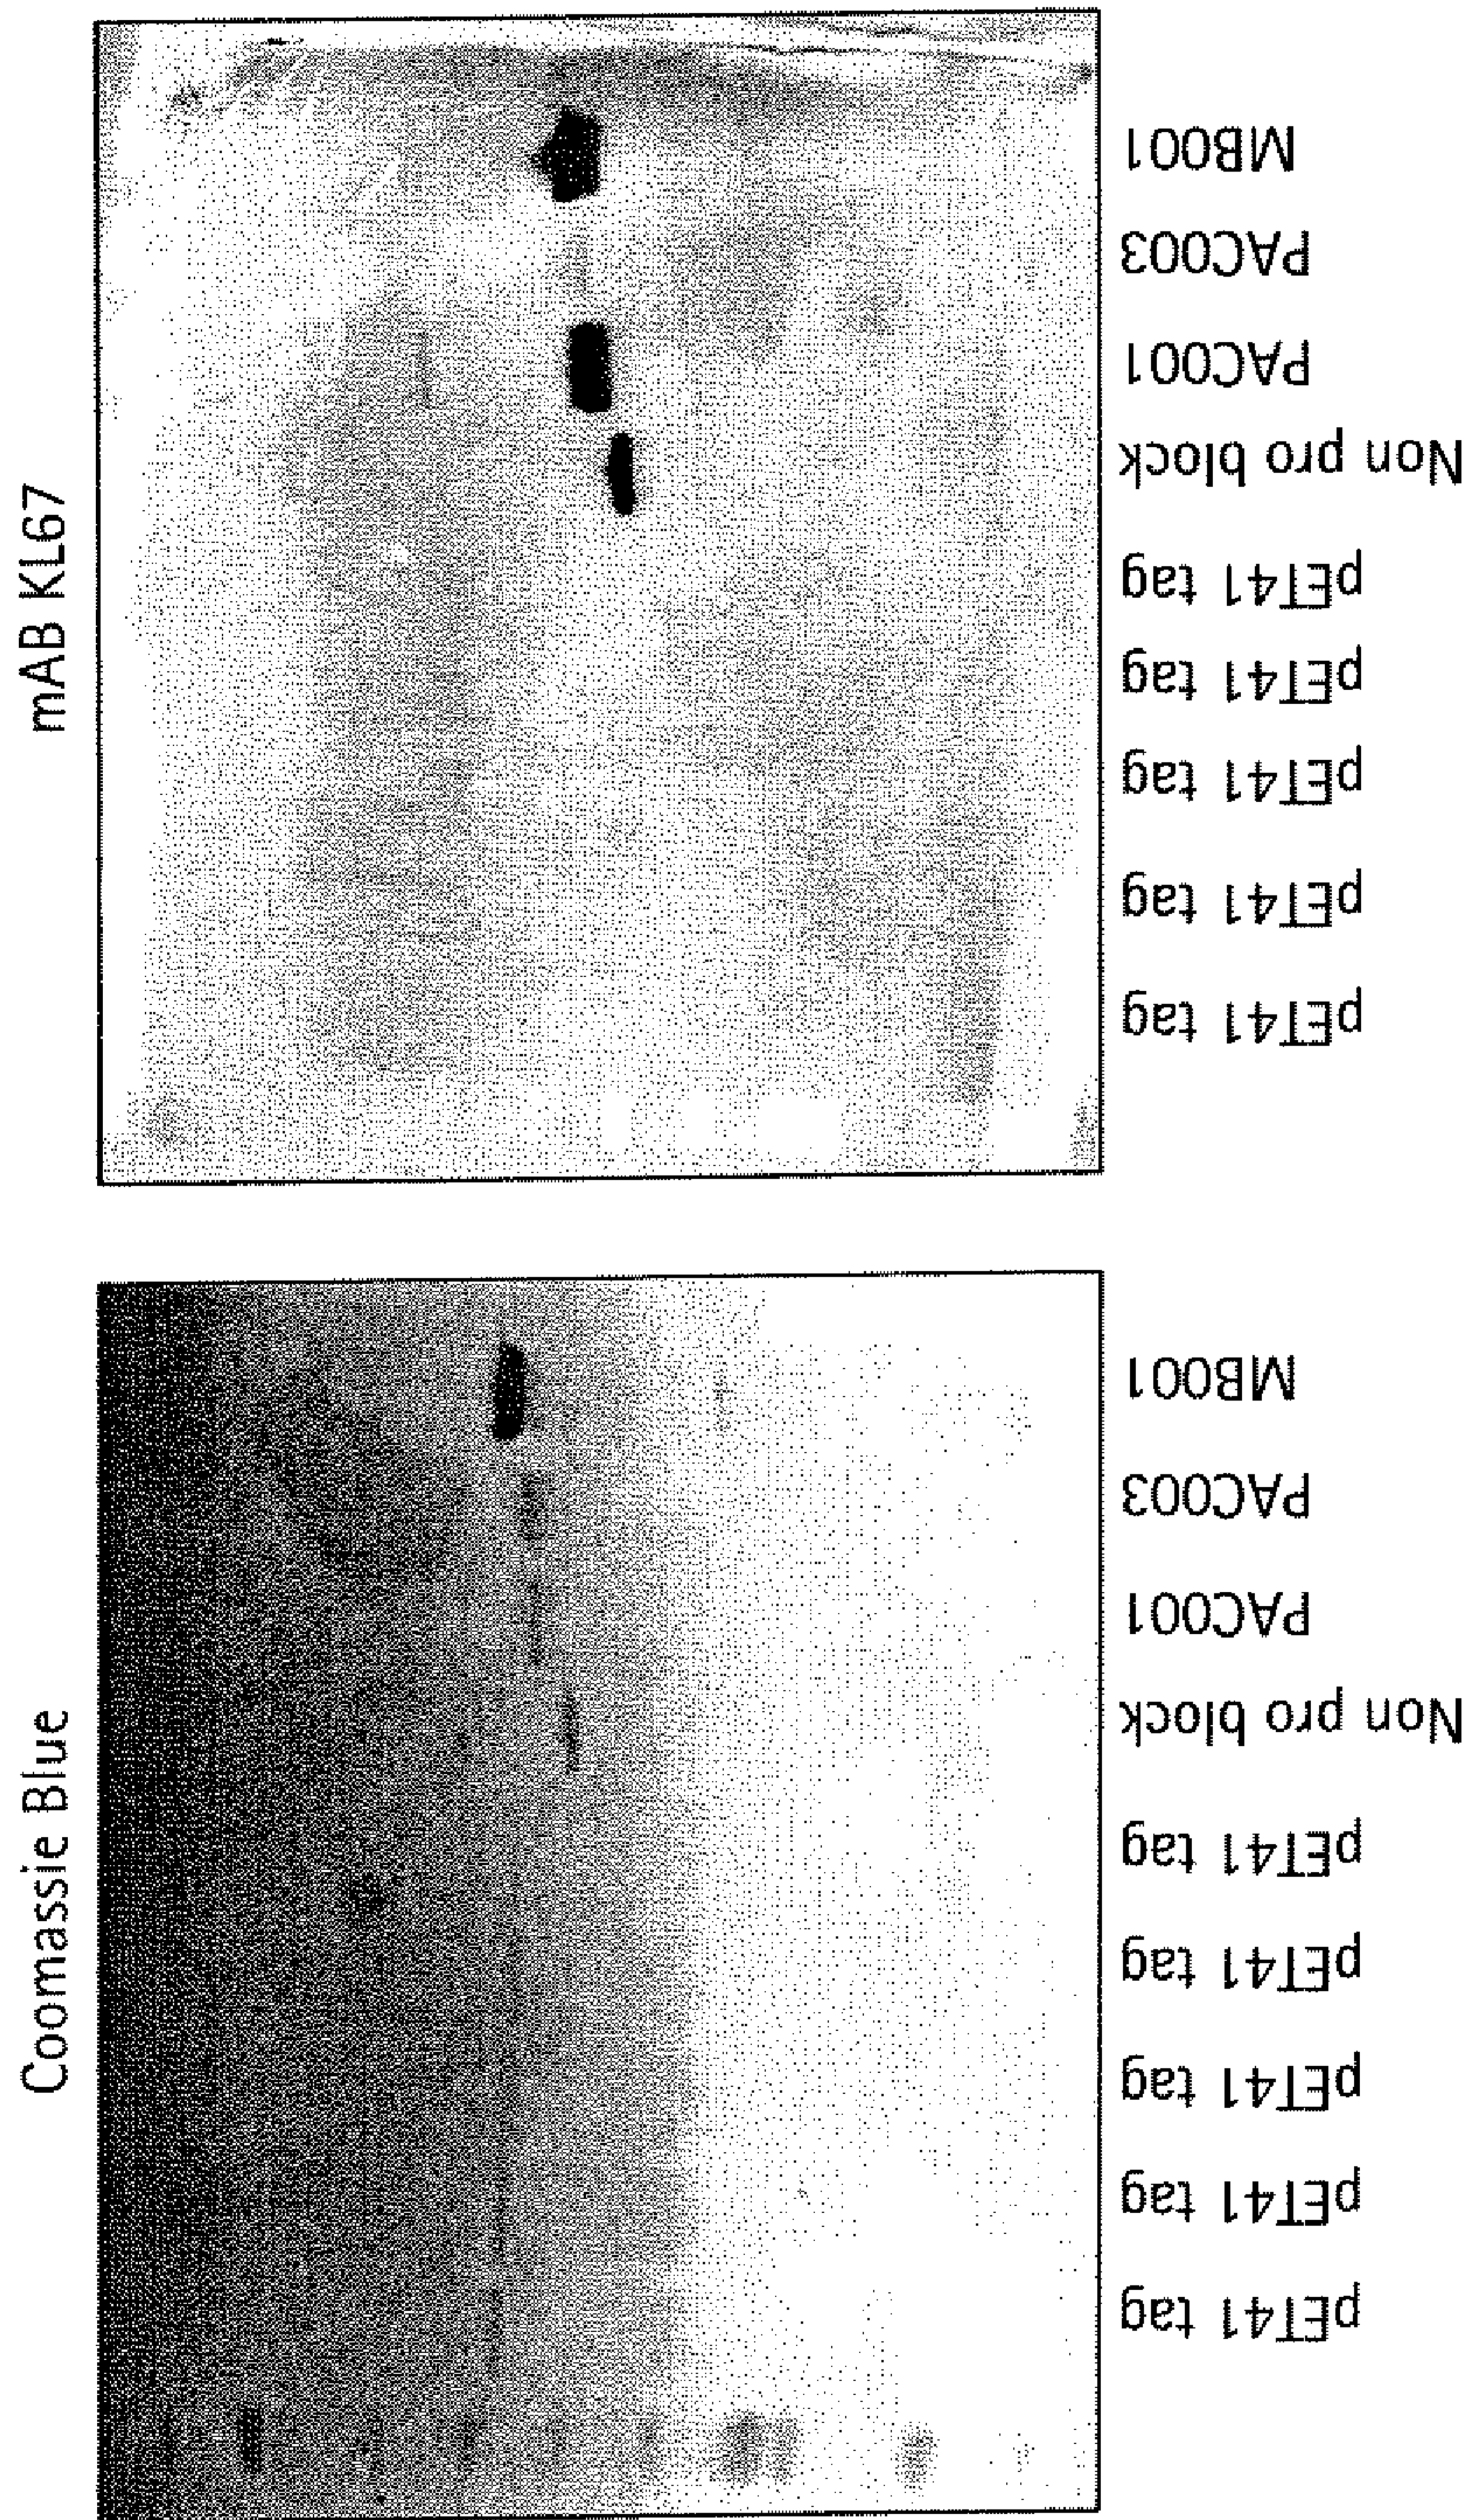 mAB KL67
MB001
PAC003
PAC001
Non pro block
pET41 tag
pET41 tag
pET41 tag
pET41 tag
pET41 tag
Coomassie Blue
MB001
PAC003
PAC001
Non pro block
pET41 tag
pET41 tag
pET41 tag
pET41 tag
pET41 tag